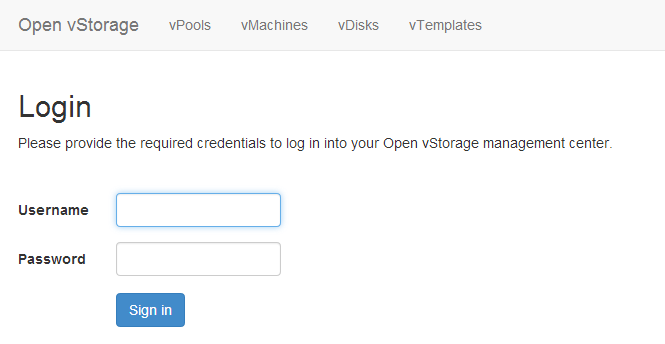 Open vStorage vPools vMachines vDisks vTemplates
Login
Please provide the required credentials to log in into your Open vStorage management center.
Username
Password
Sign in